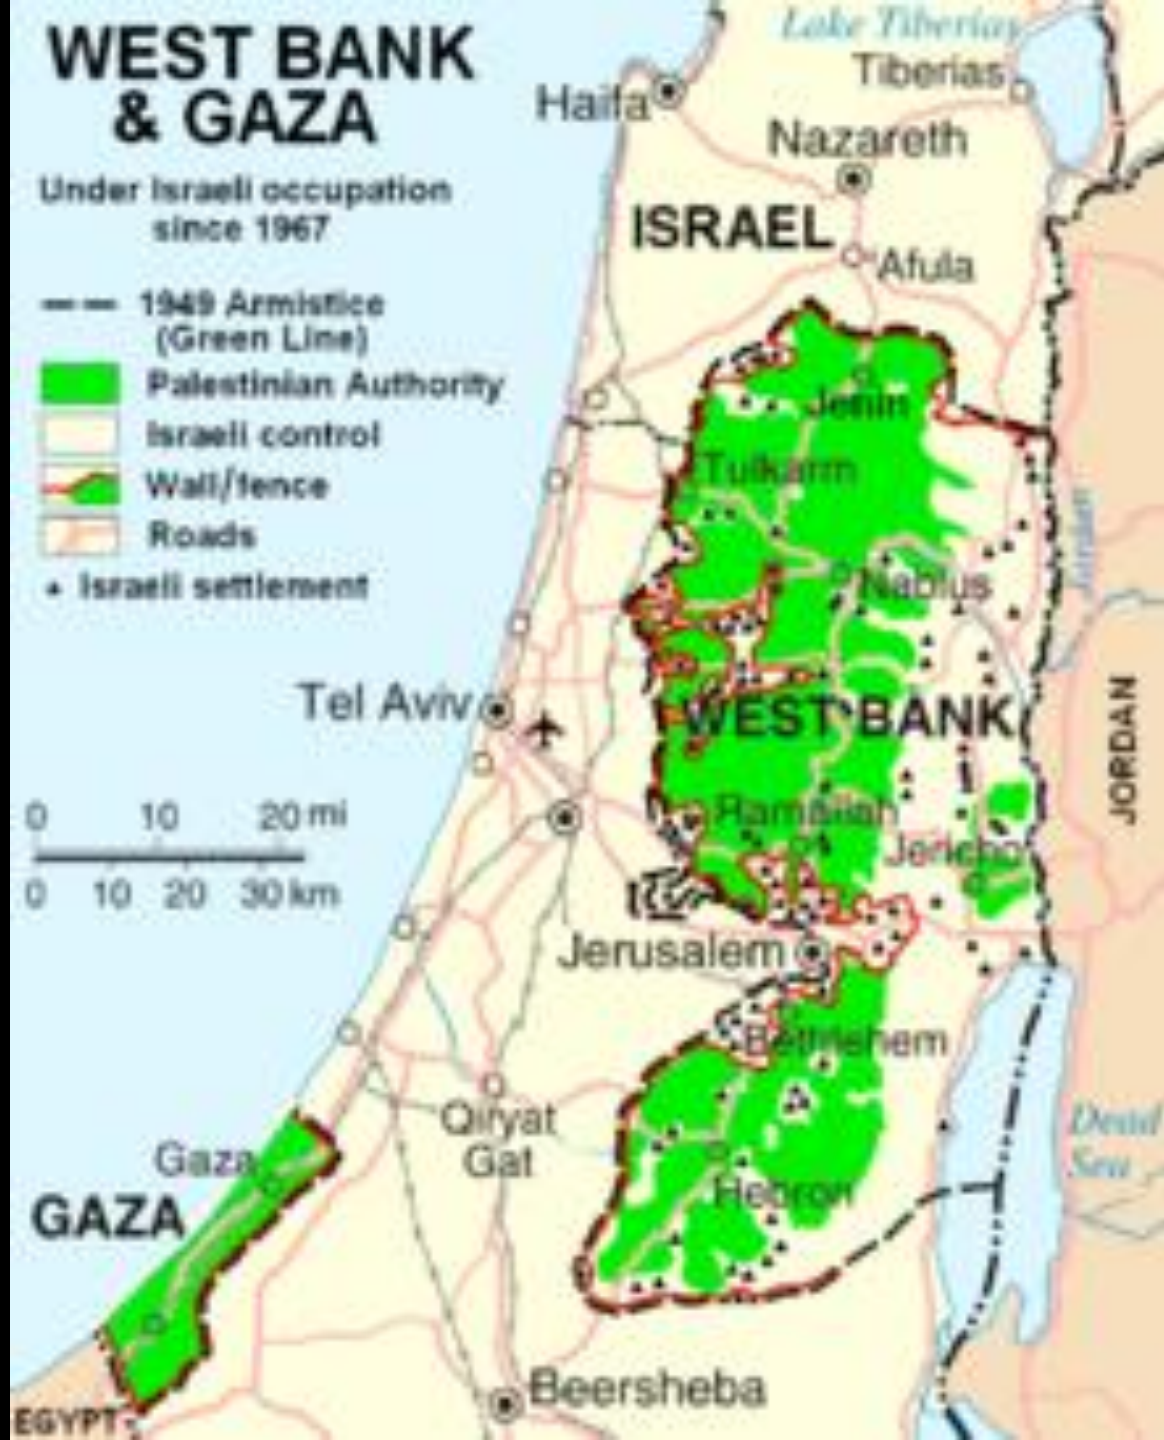 WEST BANK
& GAZA
Under Israeli occupation
since 1967
1949 Armistice
(Green Line)
Palestinian Authority
Israeli control
Wall/fence
Roads
Israeli settlement
Lake Tiberias
Tiberias
Haifa
Nazareth
ISRAEL
Afula
Jenin
Tulkarm
Nablus
Tel Aviv
WEST BANK
JORDAN
0 10 20 mi
0 10 20 30 km
Ramallah
Jericho
Jerusalem
Bethlehem
Qiryat
Gat
Dead
Sea
Gaza
GAZA
Hebron
Beersheba
EGYPT